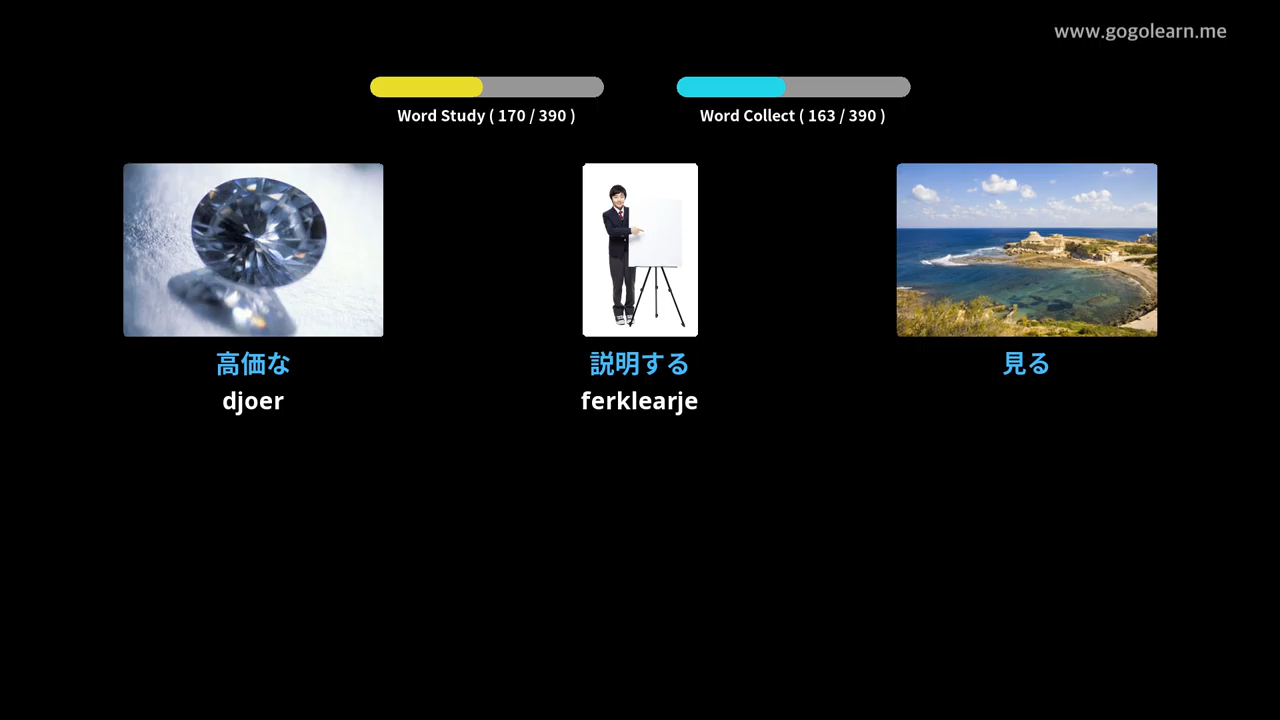 www.gogolearn.me
Word Study ( 170 / 390 )
Word Collect ( 163 / 390 )
高価な
djoer
説明する
ferklearje
見る